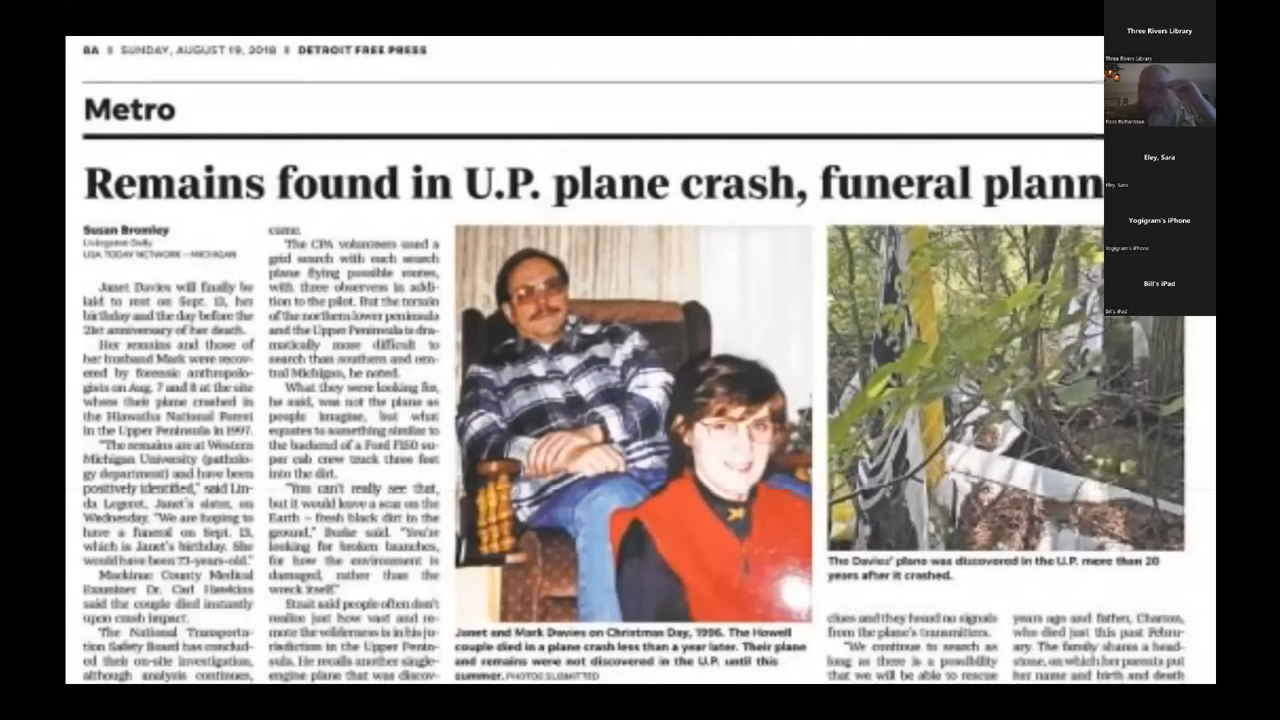 8A || SUNDAY, AUGUST 19, 2018 || DETROIT FREE PRESS
Metro
Remains found in U.P. plane crash, funeral plann
Susan Bromley
Livingston Daily
USA TODAY NETWORK – MICHIGAN
Janet Davies will finally be
laid to rest on Sept. 13, her
birthday and the day before the
21st anniversary of her death.
Her remains and those of
her husband Mark were recov-
ered by forensic anthropolo-
gists on Aug. 7 and 8 at the site
where their plane crashed in
the Hiawatha National Forest
in the Upper Peninsula in 1997.
"The remains are at Western
Michigan University (patholo-
gy department) and have been
positively identified," said Lin-
da Legeret, Janet's sister, on
Wednesday. "We are hoping to
have a funeral on Sept. 13,
which is Janet's birthday. She
would have been 73-years-old."
Mackinac County Medical
Examiner Dr. Carl Hawkins
said the couple died instantly
upon crash impact.
The National Transporta-
tion Safety Board has conclud-
ed their on-site investigation,
although analysis continues,
came.
The CPA volunteers used a
grid search with each search
plane flying possible routes,
with three observers in addi-
tion to the pilot. But the terrain
of the northern lower peninsula
and the Upper Peninsula is dra-
matically more difficult to
search than southern and cen-
tral Michigan, he noted.
What they were looking for,
he said, was not the plane as
people imagine, but what
equates to something similar to
the backend of a Ford F150 su-
per cab crew truck three feet
into the dirt.
"You can't really see that,
but it would leave a scar on the
Earth – fresh black dirt in the
ground," Burke said. "You're
looking for broken branches,
for how the environment is
damaged, rather than the
wreck itself."
Strait said people often don't
realize just how vast and re-
mote the wilderness is in his ju-
risdiction in the Upper Penin-
sula. He recalls another single-
engine plane that was discov-
Janet and Mark Davies on Christmas Day, 1996. The Howell
couple died in a plane crash less than a year later. Their plane
and remains were not discovered in the U.P. until this
summer. PHOTOS SUBMITTED
The Davies' plane was discovered in the U.P. more than 20
years after it crashed.
clues and they heard no signals
from the plane's transmitters.
"We continue to search as
long as there is a possibility
that we will be able to rescue
years ago and father, Charson,
who died just this past Febru-
ary. The family shares a head-
stone, on which her parents put
her name and birth and death
Three Rivers Library
Three Rivers Library
Ross Richardson
Eley, Sara
Eley, Sara
Yogigram's iPhone
Yogigram's iPhone
Bill's iPad
Bill's iPad